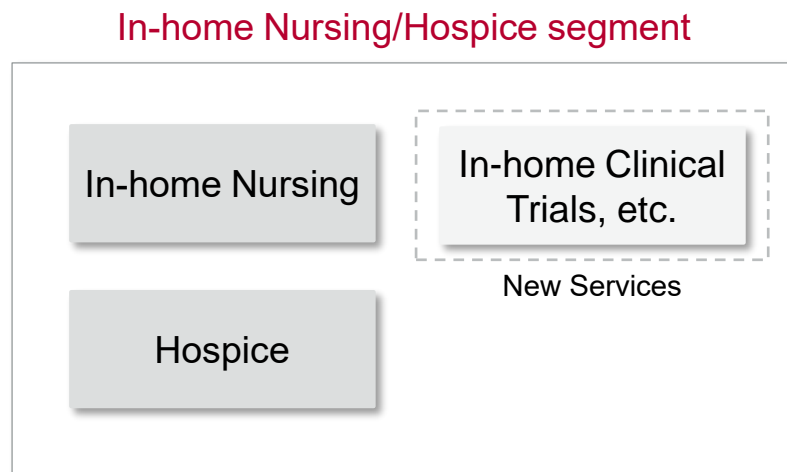 In-home Nursing/Hospice segment
In-home Nursing
In-home Clinical
Trials, etc.
New Services
Hospice